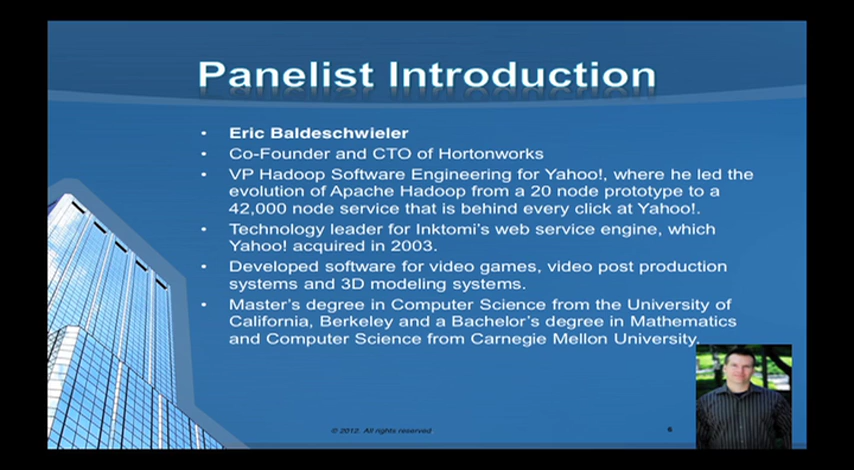 Panelist Introduction
• Eric Baldeschwieler
• Co-Founder and CTO of Hortonworks
• VP Hadoop Software Engineering for Yahoo!, where he led the
evolution of Apache Hadoop from a 20 node prototype to a
42,000 node service that is behind every click at Yahoo!.
• Technology leader for Inktomi's web service engine, which
Yahoo! acquired in 2003.
• Developed software for video games, video post production
systems and 3D modeling systems.
• Master's degree in Computer Science from the University of
California, Berkeley and a Bachelor's degree in Mathematics
and Computer Science from Carnegie Mellon University.
© 2012. All rights reserved
6